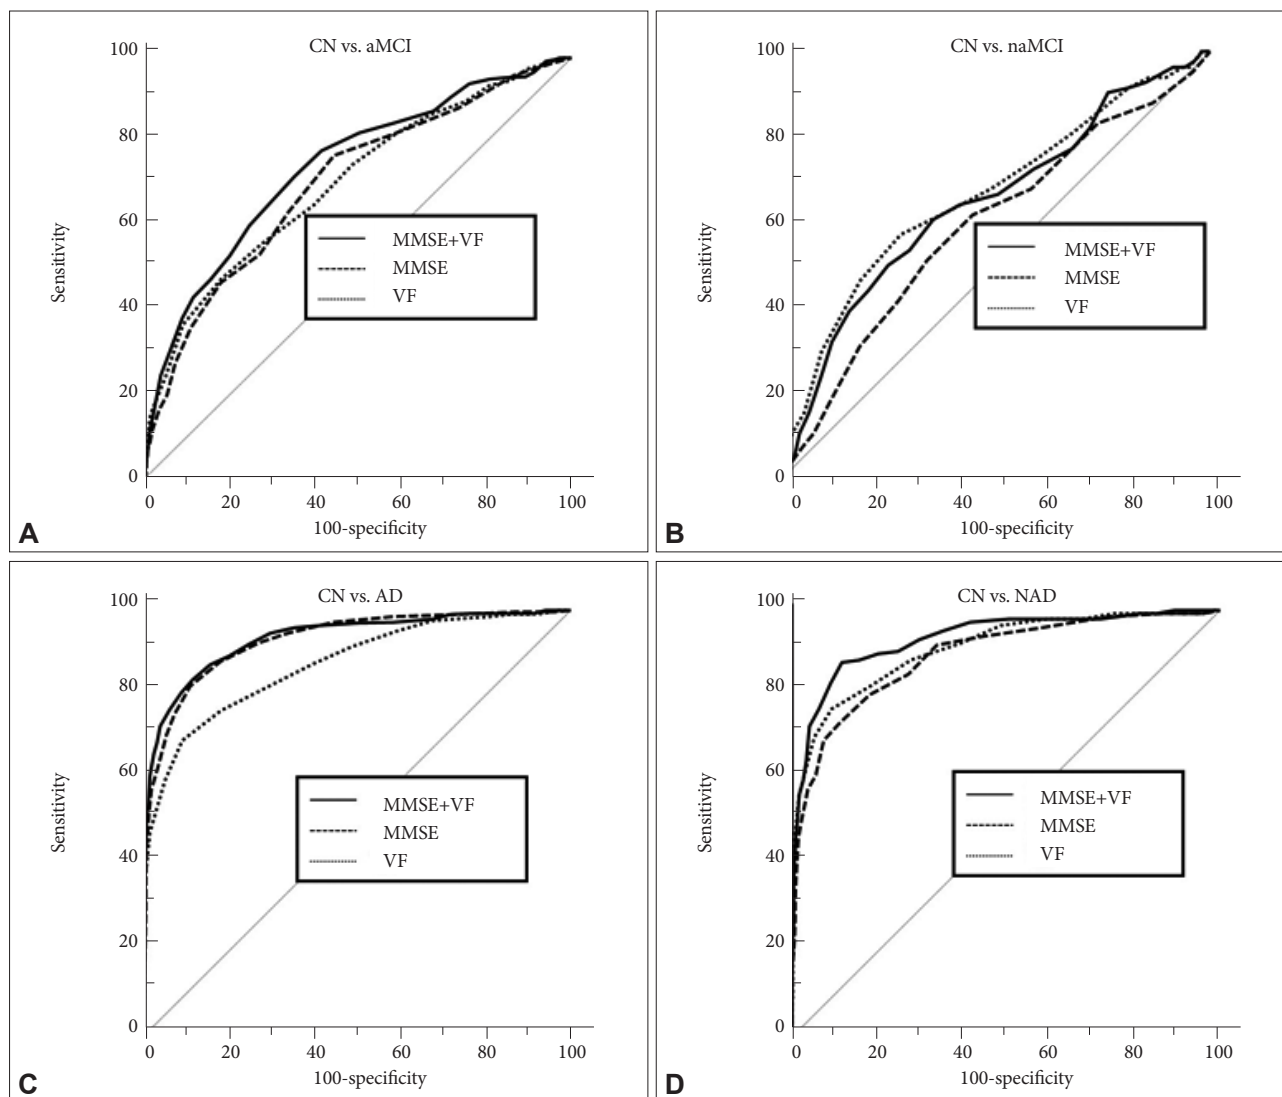 CN vs. aMCI
100
80
60
40
20
0
Sensitivity
MMSE+VF
MMSE
VF
0 20 40 60 80 100
100-specificity
A
CN vs. naMCI
100
80
60
40
20
0
Sensitivity
MMSE+VF
MMSE
VF
0 20 40 60 80 100
100-specificity
B
CN vs. AD
100
80
60
40
20
0
Sensitivity
MMSE+VF
MMSE
VF
0 20 40 60 80 100
100-specificity
C
CN vs. NAD
100
80
60
40
20
0
Sensitivity
MMSE+VF
MMSE
VF
0 20 40 60 80 100
100-specificity
D